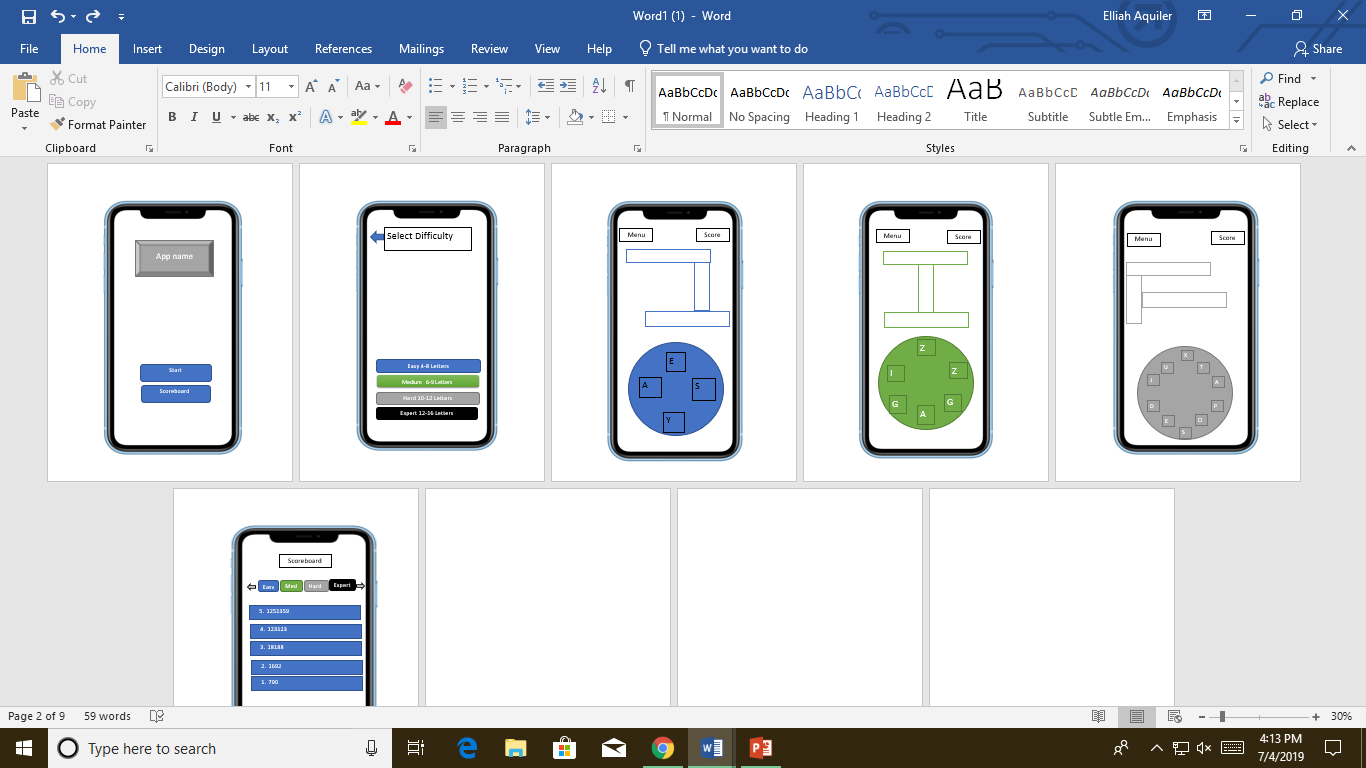 Word1 (1) - Word
Elliah Aquiler
File Home Insert Design Layout References Mailings Review View Help Tell me what you want to do Share
Paste
Cut
Copy
Format Painter
Clipboard
Calibri (Body) 11 Aa
B I U abc x2 x2 A ab A
Font
Paragraph
AaBbCcDc AaBbCcDc AaBbCc AaBbCcD AaB AaBbCcD AaBbCcDc AaBbCcDc
¶ Normal No Spacing Heading 1 Heading 2 Title Subtitle Subtle Em... Emphasis
Styles
Find
Replace
Select
Editing
App name
Start
Scoreboard
Select Difficulty
Easy 4-8 Letters
Medium 6-9 Letters
Hard 10-12 Letters
Expert 12-16 Letters
Menu Score
E
A S
Y
Menu Score
Z
I Z
G G
A
Menu Score
X
U T
J A
D P
E O
S
Scoreboard
Easy Med Hard Expert
5. 1251359
4. 123123
3. 18188
2. 1692
1. 790
Page 2 of 9 59 words
30%
Type here to search
4:13 PM
7/4/2019